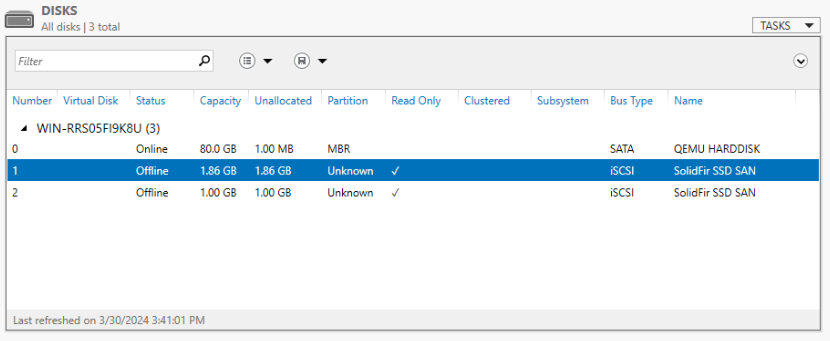 DISKS
All disks | 3 total
TASKS
Filter
Number Virtual Disk Status Capacity Unallocated Partition Read Only Clustered Subsystem Bus Type Name
WIN-RRS05FI9K8U (3)
0 Online 80.0 GB 1.00 MB MBR SATA QEMU HARDDISK
1 Offline 1.86 GB 1.86 GB Unknown ✓ iSCSI SolidFir SSD SAN
2 Offline 1.00 GB 1.00 GB Unknown ✓ iSCSI SolidFir SSD SAN
Last refreshed on 3/30/2024 3:41:01 PM